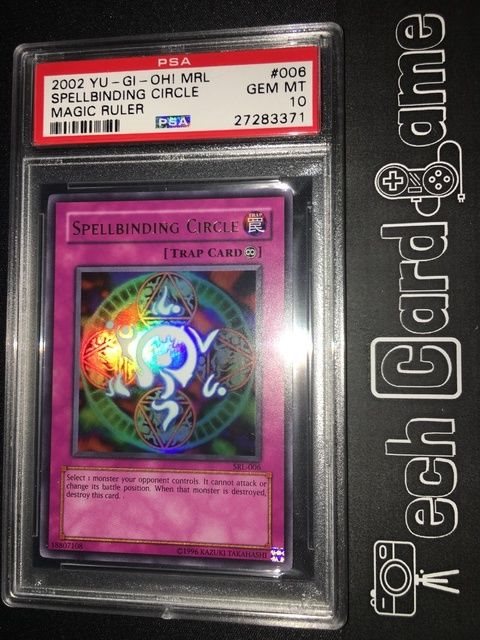 PSA
2002 YU-GI-OH! MRL #006
SPELLBINDING CIRCLE GEM MT
MAGIC RULER 10
PSA 27283371
SPELLBINDING CIRCLE TRAP 罠
[TRAP CARD ]
SRL-006
Select 1 monster your opponent controls. It cannot attack or
change its battle position. When that monster is destroyed,
destroy this card.
18807108 ©1996 KAZUKI TAKAHASHI
Tech Card Game